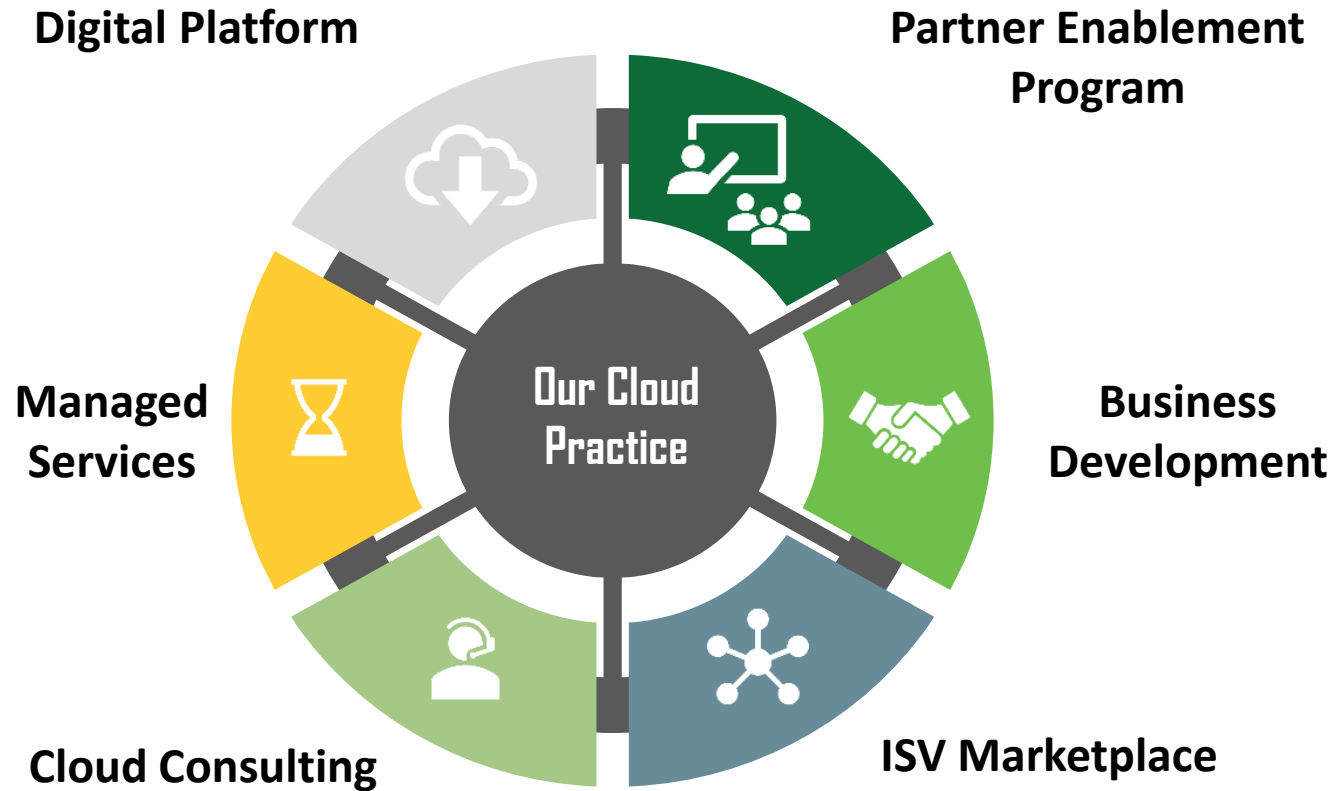 Digital Platform
Partner Enablement
Program
Managed
Services
Our Cloud
Practice
Business
Development
Cloud Consulting
ISV Marketplace